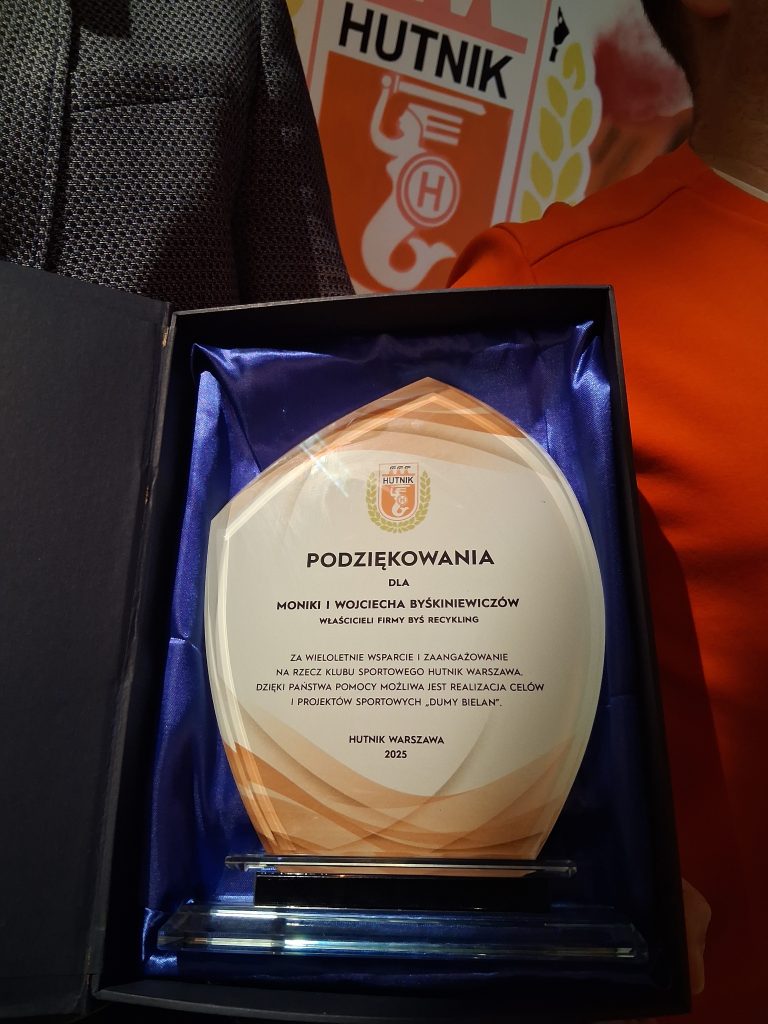 HUTNIK
H
HUTNIK
H
PODZIĘKOWANIA
DLA
MONIKI I WOJCIECHA BYŚKINIEWICZÓW
WŁAŚCICIELI FIRMY BYŚ RECYKLING
ZA WIELOLETNIE WSPARCIE I ZAANGAŻOWANIE
NA RZECZ KLUBU SPORTOWEGO HUTNIK WARSZAWA.
DZIĘKI PAŃSTWA POMOCY MOŻLIWA JEST REALIZACJA CELÓW
I PROJEKTÓW SPORTOWYCH „DUMY BIELAN”.
HUTNIK WARSZAWA
2025